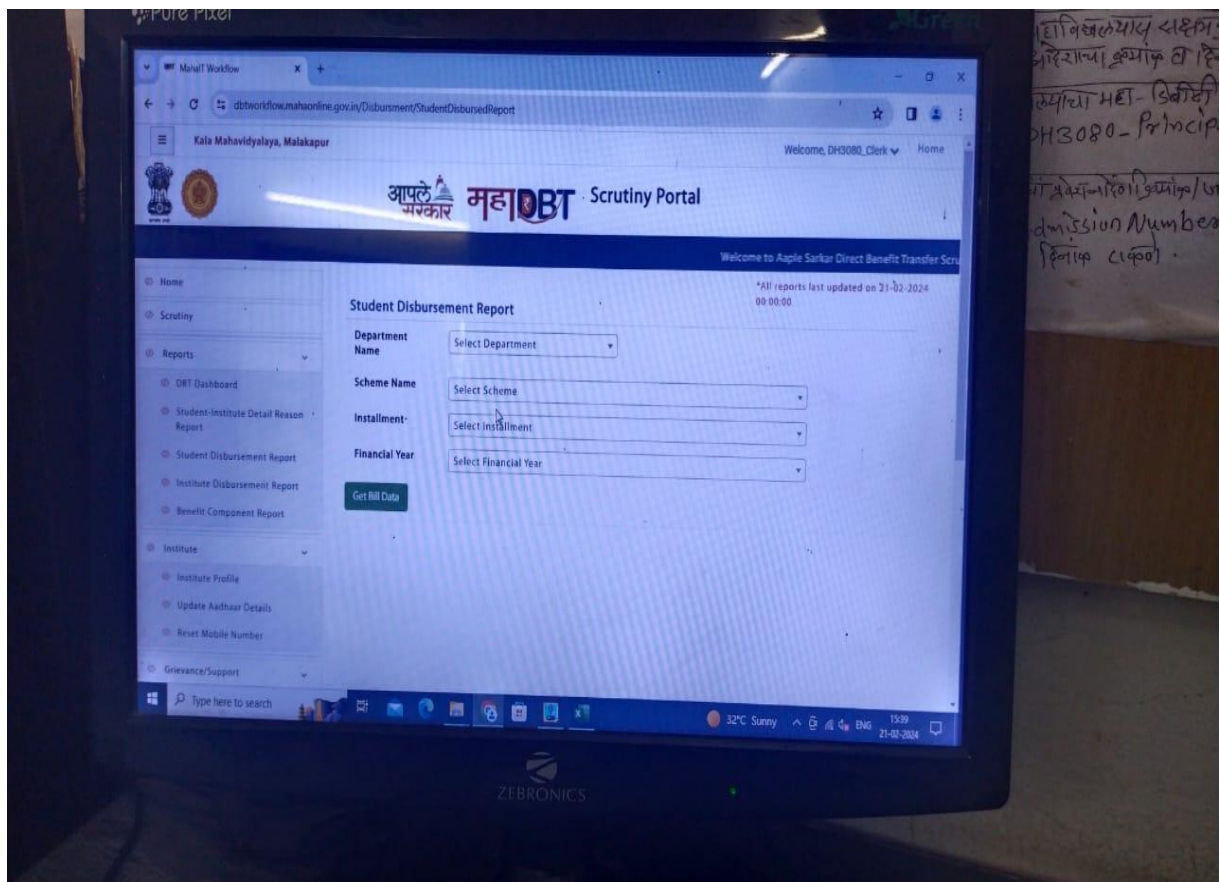 Pure Pixel
Green
MahaIT Workflow
dbtworkflow.mahaonline.gov.in/Disbursment/StudentDisbursedReport
Kala Mahavidyalaya, Malakapur
Welcome, DH3080_Clerk
Home
आपले सरकार
महाDBT
Scrutiny Portal
Welcome to Aaple Sarkar Direct Benefit Transfer Scru
Home
Scrutiny
Reports
DBT Dashboard
Student-Institute Detail Reason
Report
Student Disbursement Report
Institute Disbursement Report
Benefit Component Report
Institute
Institute Profile
Update Aadhaar Details
Reset Mobile Number
Grievance/Support
*All reports last updated on 21-02-2024
00:00:00
Student Disbursement Report
Department
Name
Select Department
Scheme Name
Select Scheme
Installment
Select Installment
Financial Year
Select Financial Year
Get Bill Data
Type here to search
32°C Sunny
ENG
15:39
21-02-2024
ZEBRONICS
DH3080- Princip
dmission Number
दिनांक टाकणे.